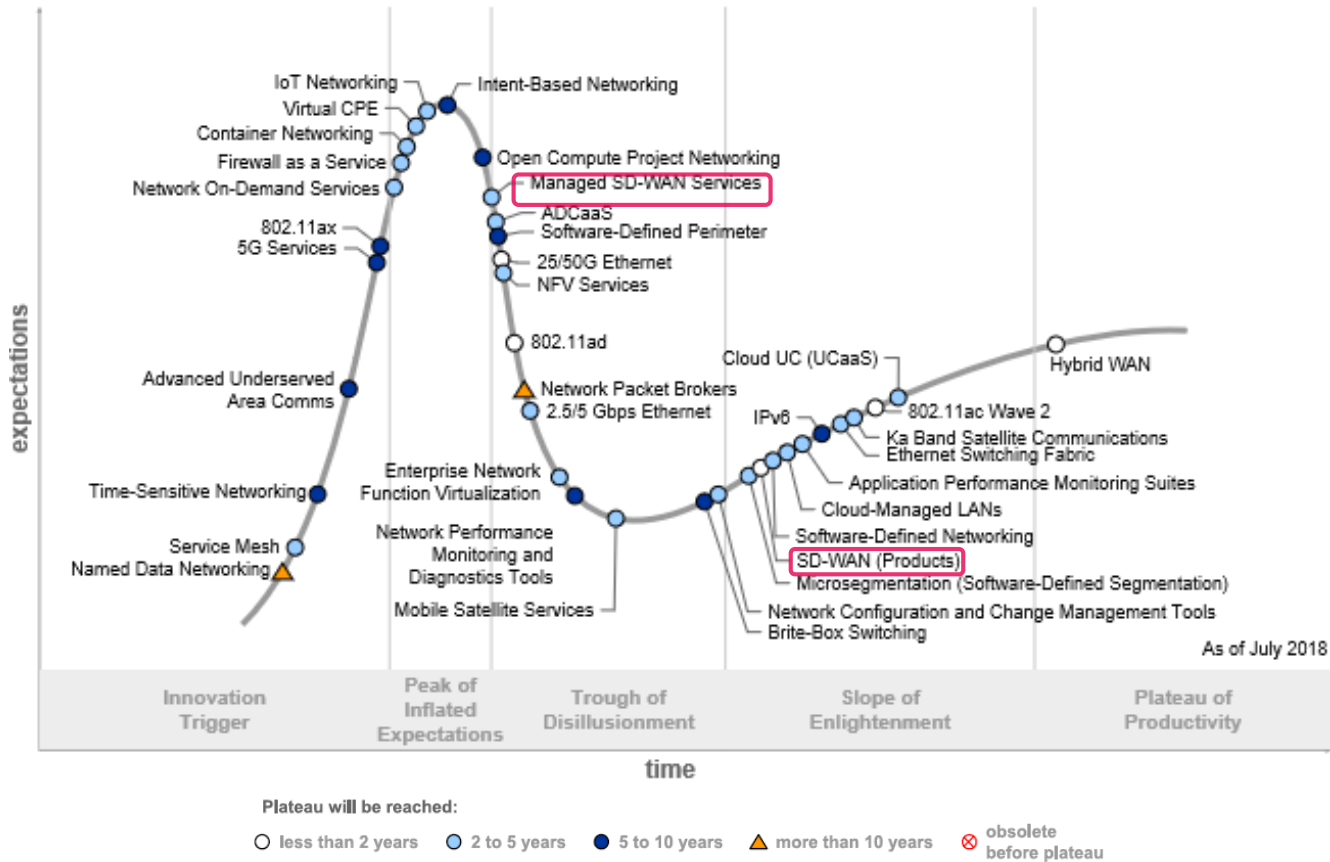 IoT Networking
Intent-Based Networking
Virtual CPE
Container Networking
Firewall as a Service
Open Compute Project Networking
Network On-Demand Services
Managed SD-WAN Services
ADCaaS
802.11ax
Software-Defined Perimeter
5G Services
25/50G Ethernet
NFV Services
802.11ad
Cloud UC (UCaaS)
Hybrid WAN
Advanced Underserved
Area Comms
Network Packet Brokers
2.5/5 Gbps Ethernet
IPv6
802.11ac Wave 2
Ka Band Satellite Communications
Ethernet Switching Fabric
Enterprise Network
Function Virtualization
Application Performance Monitoring Suites
Time-Sensitive Networking
Cloud-Managed LANs
Network Performance
Monitoring and
Diagnostics Tools
Software-Defined Networking
Service Mesh
SD-WAN (Products)
Named Data Networking
Microsegmentation (Software-Defined Segmentation)
Mobile Satellite Services
Network Configuration and Change Management Tools
Brite-Box Switching
As of July 2018
expectations
Innovation
Trigger
Peak of
Inflated
Expectations
Trough of
Disillusionment
Slope of
Enlightenment
Plateau of
Productivity
time
Plateau will be reached:
less than 2 years
2 to 5 years
5 to 10 years
more than 10 years
obsolete
before plateau